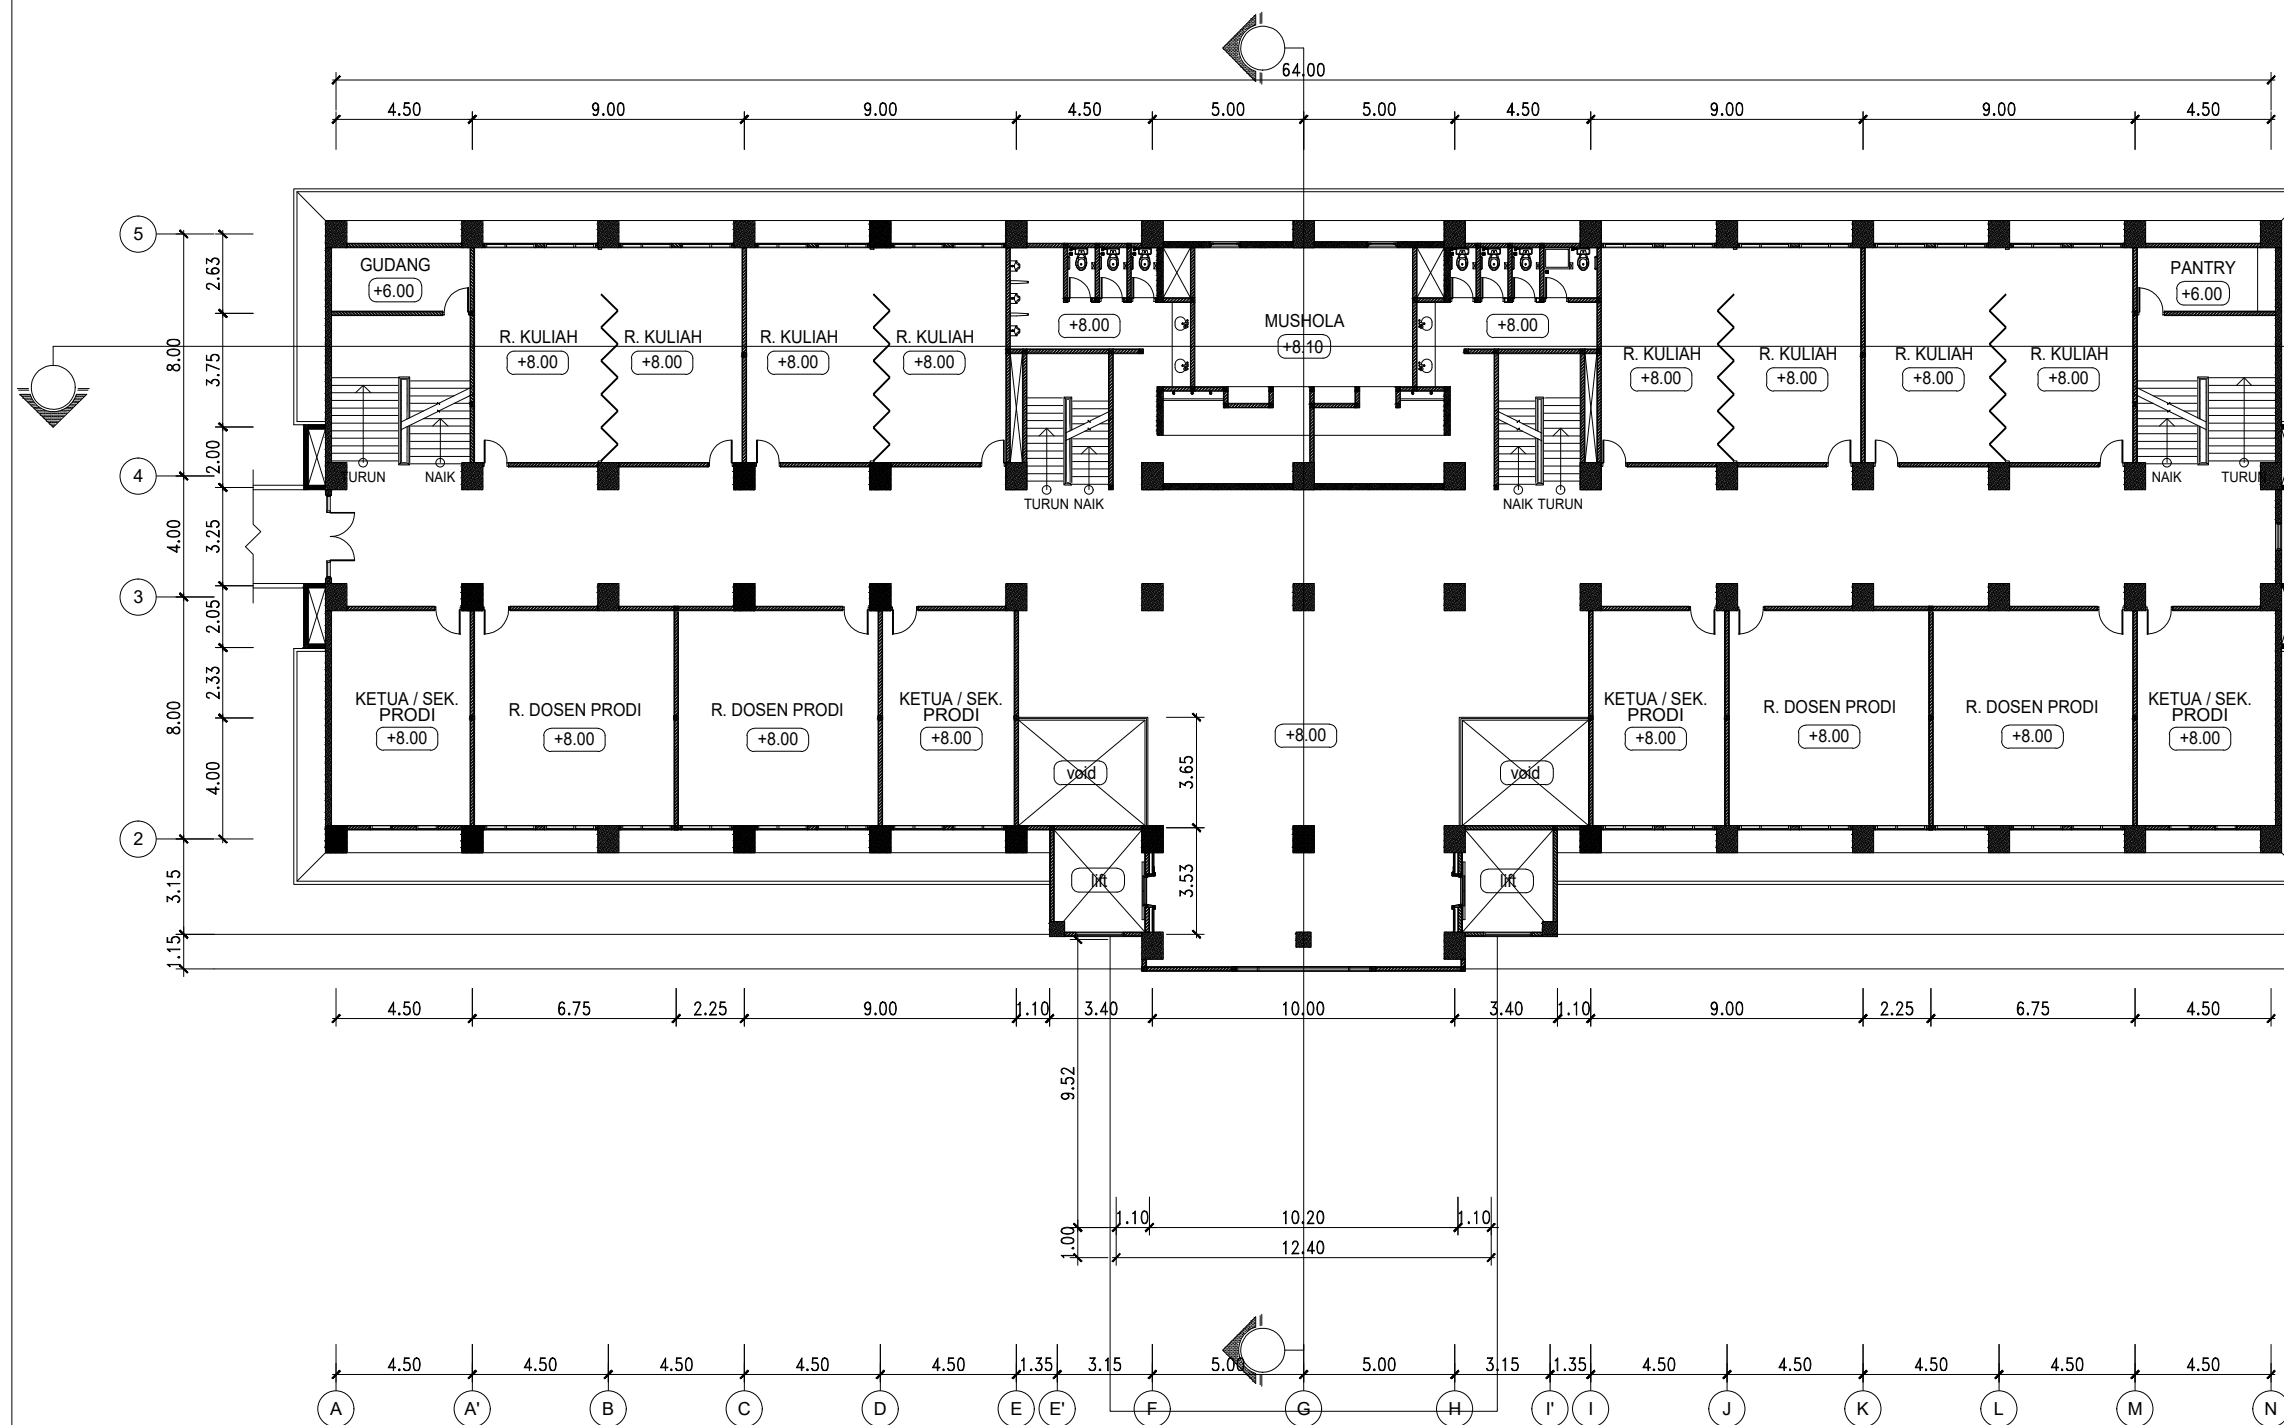 64.00
4.50 9.00 9.00 4.50 5.00 5.00 4.50 9.00 9.00 4.50
5
GUDANG
+6.00
PANTRY
+6.00
2.63
8.00
3.75
2.00
R. KULIAH R. KULIAH R. KULIAH R. KULIAH
+8.00 +8.00 +8.00 +8.00
+8.00
MUSHOLA
+8.10
+8.00
R. KULIAH R. KULIAH R. KULIAH R. KULIAH
+8.00 +8.00 +8.00 +8.00
4
TURUN NAIK
TURUN NAIK
NAIK TURUN
NAIK TURUN
4.00
3.25
3
2.05
8.00
2.33
4.00
KETUA / SEK.
PRODI
+8.00
R. DOSEN PRODI
+8.00
R. DOSEN PRODI
+8.00
KETUA / SEK.
PRODI
+8.00
void
3.65
+8.00
void
KETUA / SEK.
PRODI
+8.00
R. DOSEN PRODI
+8.00
R. DOSEN PRODI
+8.00
KETUA / SEK.
PRODI
+8.00
2
3.15
lift
3.53
lift
1.15
4.50 6.75 2.25 9.00 1.10 3.40 10.00 3.40 1.10 9.00 2.25 6.75 4.50
9.52
1.10 10.20 1.10
1.00
12.40
4.50 4.50 4.50 4.50 4.50 1.35 3.15 5.00 5.00 3.15 1.35 4.50 4.50 4.50 4.50 4.50
A A' B C D E E' F G H I' I J K L M N